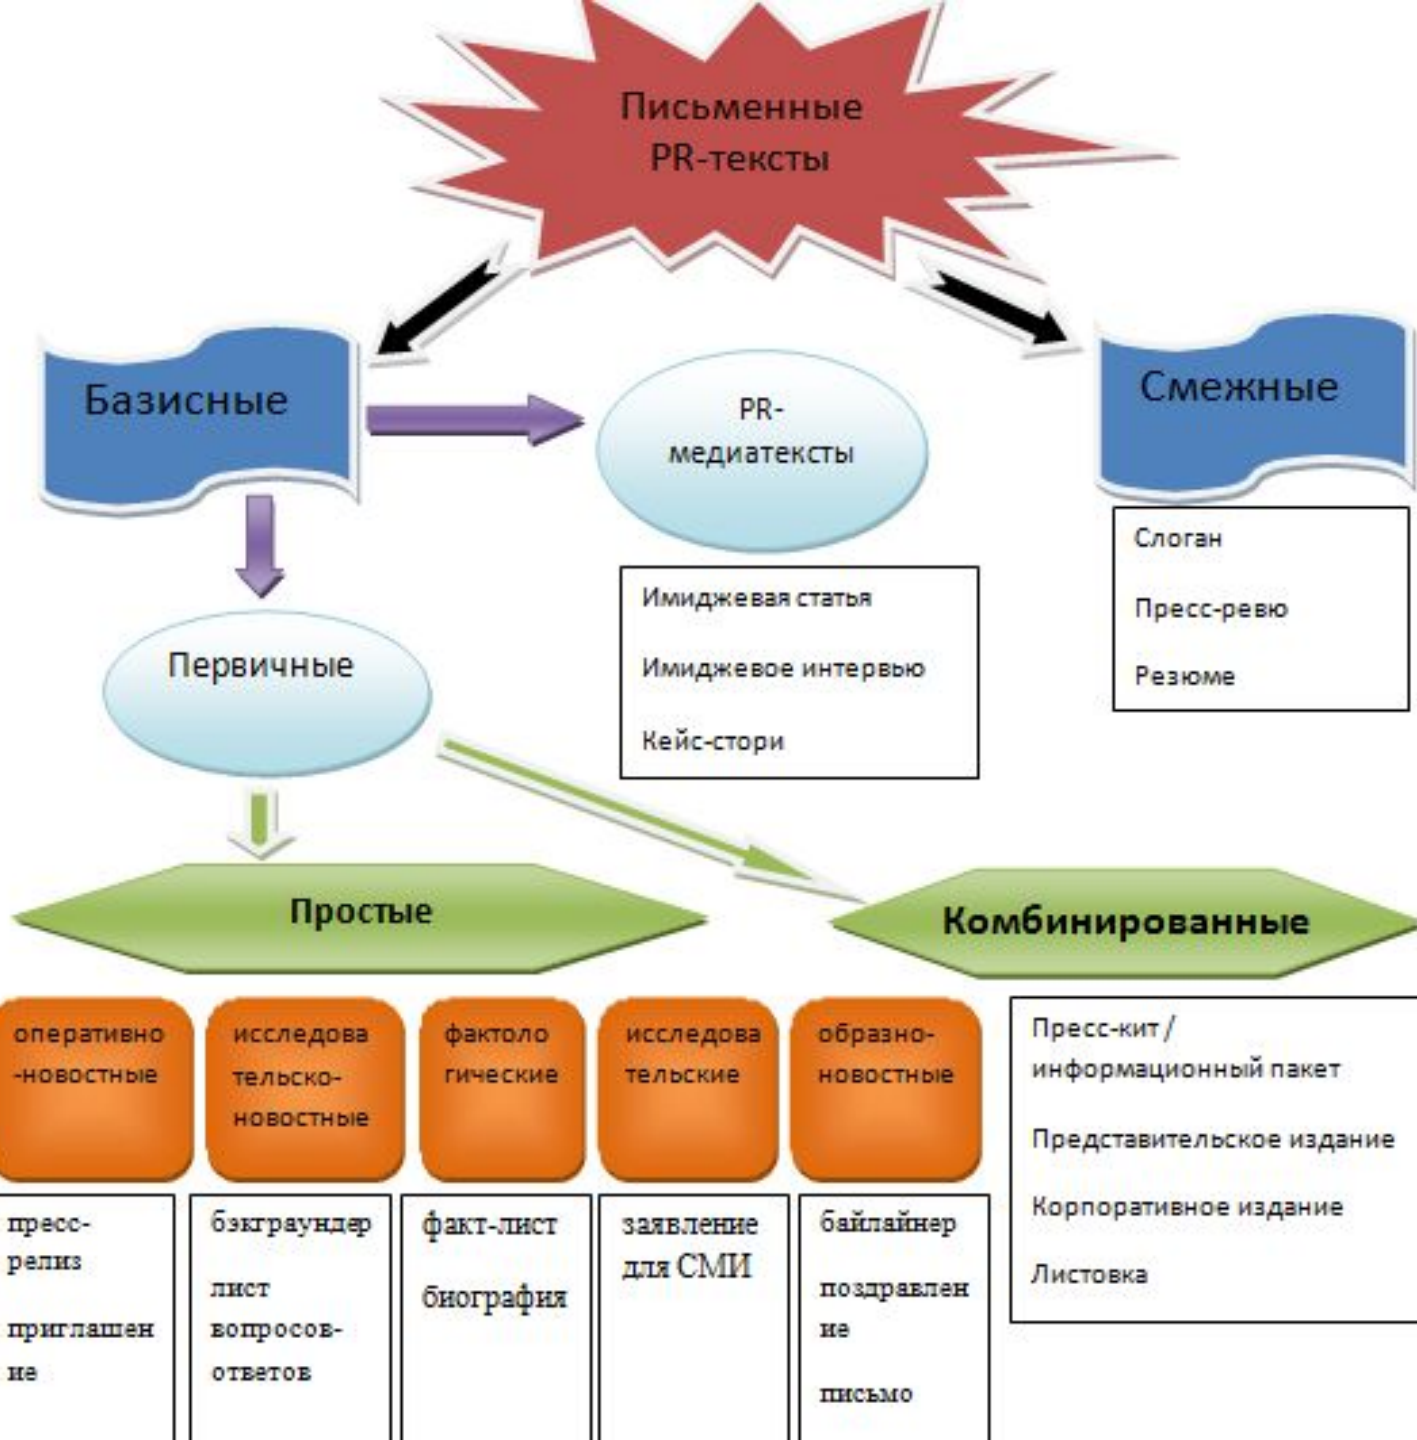 Письменные
PR-тексты
Базисные
PR-
медиатексты
Смежные
Слоган
Пресс-ревю
Резюме
Имиджевая статья
Имиджевое интервью
Кейс-стори
Первичные
Простые
Комбинированные
оперативно
-новостные
исследова
тельско-
новостные
фактоло
гические
исследова
тельские
образно-
новостные
Пресс-кит /
информационный пакет
Представительское издание
Корпоративное издание
Листовка
пресс-
релиз
приглашен
ие
бэкграундер
лист
вопросов-
ответов
факт-лист
биография
заявление
для СМИ
байлайнер
поздравлен
ие
письмо